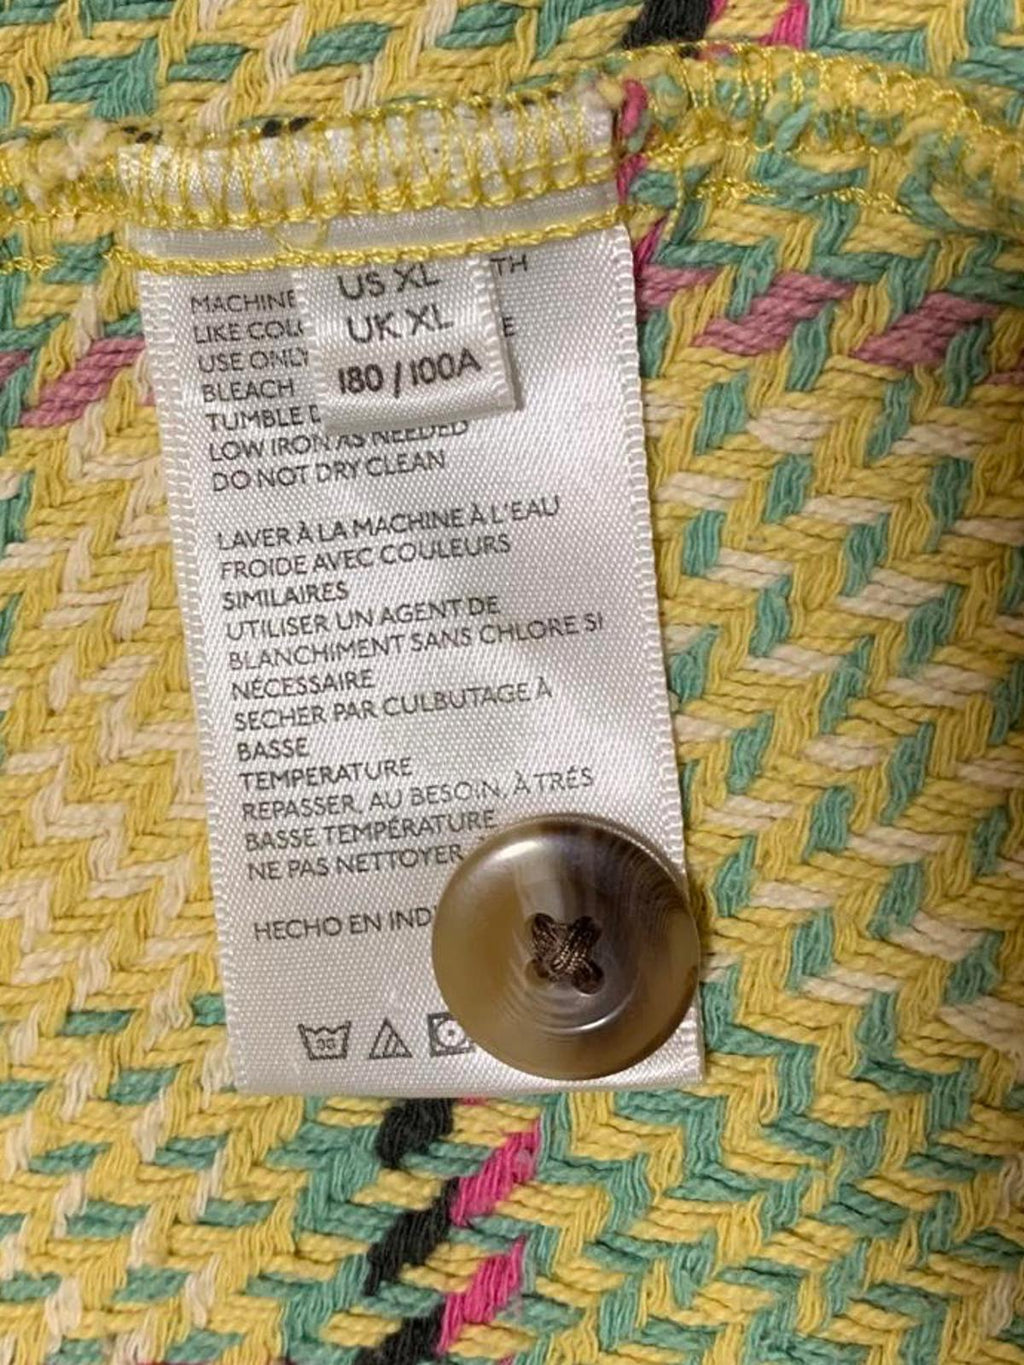 US XL
UK XL
180 / 100A
MACHINE TH
LIKE
USE ONLY
BLEACH
TUMBLE
LOW IRON AS NEEDED
DO NOT DRY CLEAN
LAVER À LA MACHINE À L'EAU
FROIDE AVEC COULEURS
SIMILAIRES
UTILISER UN AGENT DE
BLANCHIMENT SANS CHLORE SI
NÉCESSAIRE
SECHER PAR CULBUTAGE À
BASSE
TEMPERATURE
REPASSER, AU BESOIN, À TRÉS
BASSE TEMPÉRATURE
NE PAS NETTOYER
HECHO EN IND
30